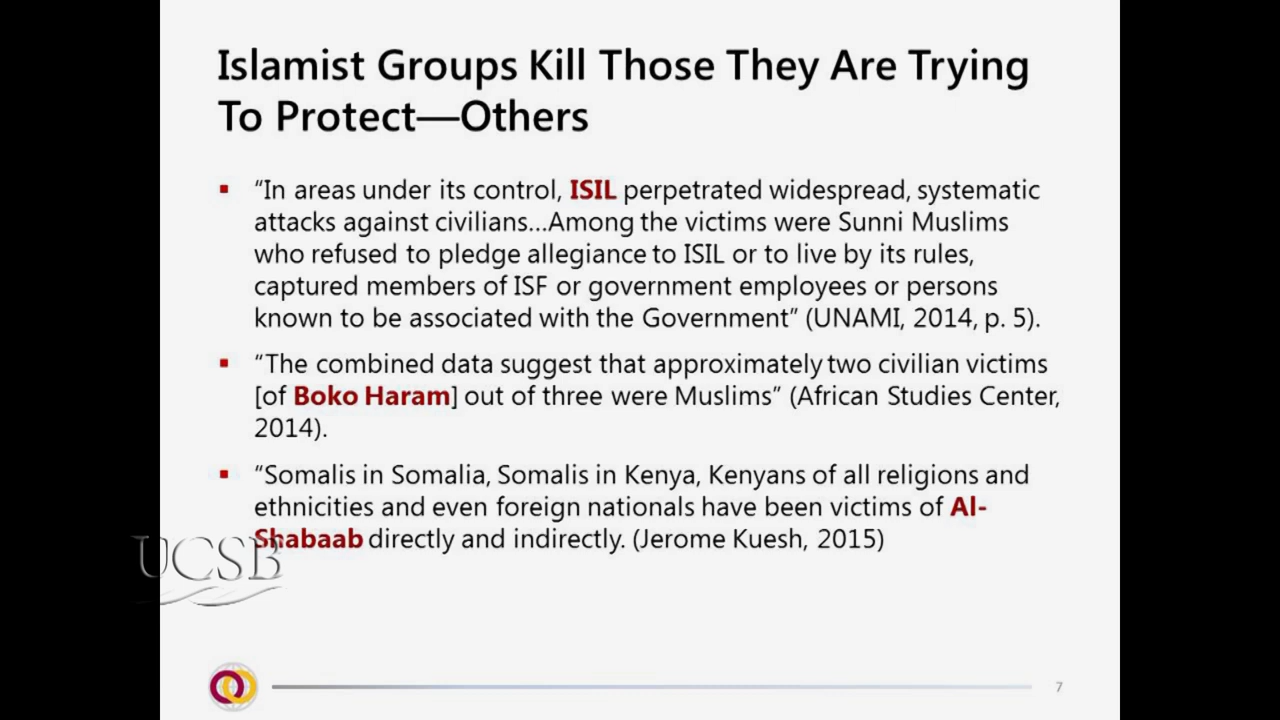 Islamist Groups Kill Those They Are Trying
To Protect—Others
▪ “In areas under its control, ISIL perpetrated widespread, systematic
attacks against civilians…Among the victims were Sunni Muslims
who refused to pledge allegiance to ISIL or to live by its rules,
captured members of ISF or government employees or persons
known to be associated with the Government” (UNAMI, 2014, p. 5).
▪ “The combined data suggest that approximately two civilian victims
[of Boko Haram] out of three were Muslims” (African Studies Center,
2014).
▪ “Somalis in Somalia, Somalis in Kenya, Kenyans of all religions and
ethnicities and even foreign nationals have been victims of Al-
Shabaab directly and indirectly. (Jerome Kuesh, 2015)
UCSB
7